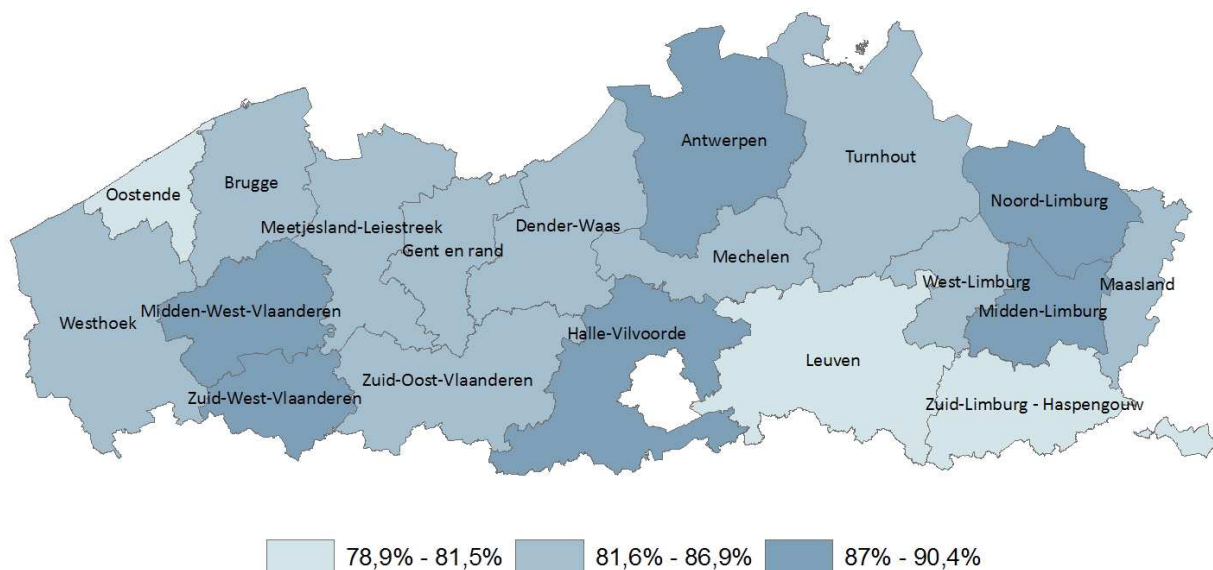 Antwerpen
Turnhout
Brugge
Oostende
Noord-Limburg
Meetjesland-Leiestreek
Dender-Waas
Gent en rand
Mechelen
West-Limburg
Maasland
Midden-West-Vlaanderen
Midden-Limburg
Westhoek
Halle-Vilvoorde
Leuven
Zuid-Oost-Vlaanderen
Zuid-West-Vlaanderen
Zuid-Limburg - Haspengouw
78,9% - 81,5%
81,6% - 86,9%
87% - 90,4%